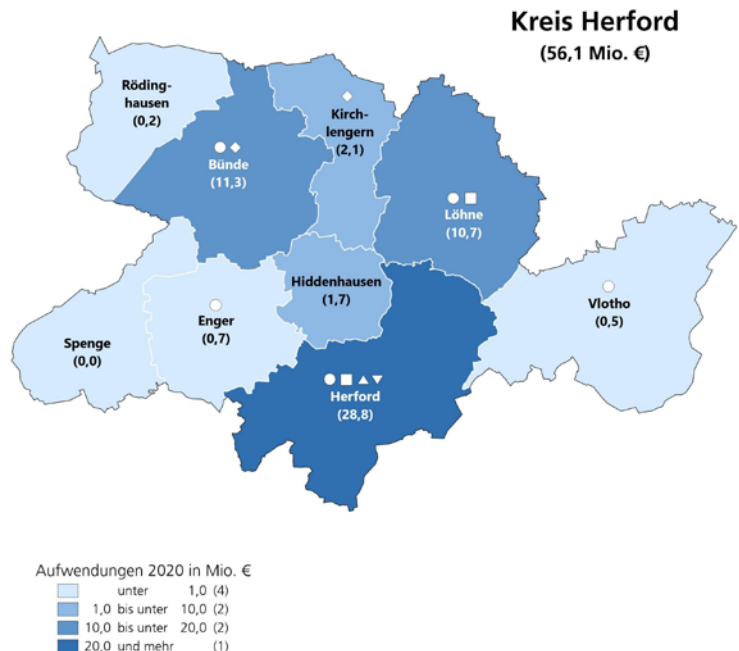 Kreis Herford
(56,1 Mio. €)
Röding-
hausen
(0,2)
Kirch-
lengern
(2,1)
Bünde
(11,3)
Löhne
(10,7)
Hiddenhausen
(1,7)
Vlotho
(0,5)
Enger
(0,7)
Spenge
(0,0)
Herford
(28,8)
Aufwendungen 2020 in Mio. €
unter 1,0 (4)
1,0 bis unter 10,0 (2)
10,0 bis unter 20,0 (2)
20,0 und mehr (1)